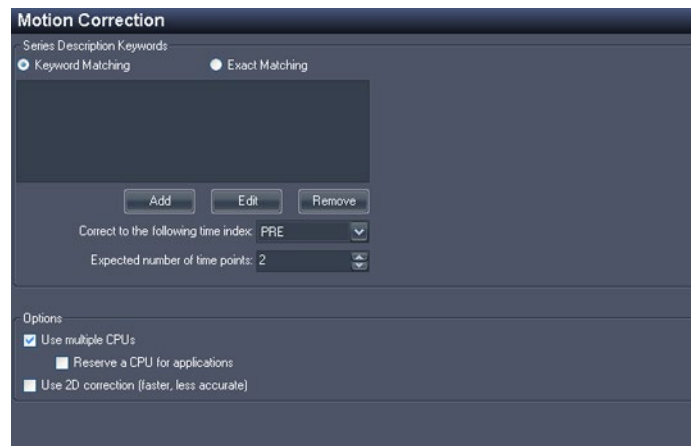 Motion Correction
Series Description Keywords
Keyword Matching Exact Matching
Add Edit Remove
Correct to the following time index: PRE
Expected number of time points: 2
Options
Use multiple CPUs
Reserve a CPU for applications
Use 2D correction (faster, less accurate)